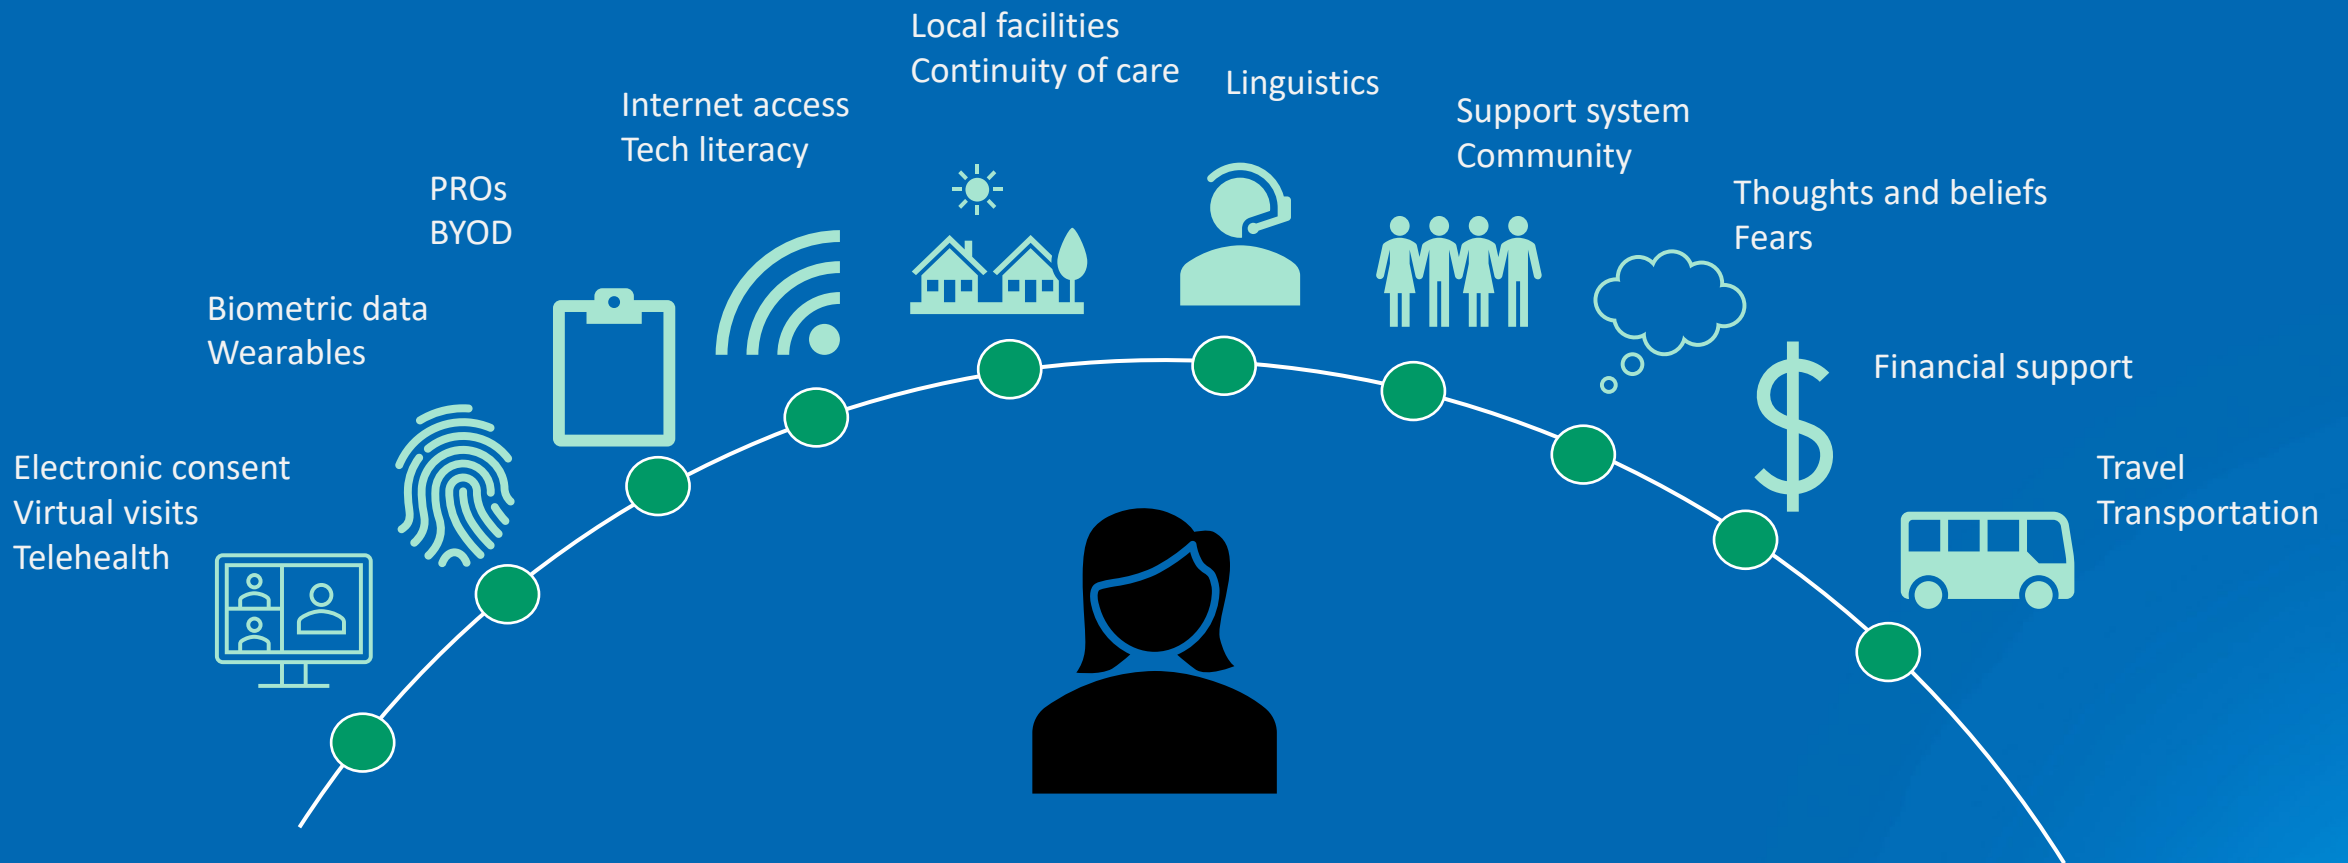 Electronic consent
Virtual visits
Telehealth
Biometric data
Wearables
PROs
BYOD
Internet access
Tech literacy
Local facilities
Continuity of care
Linguistics
Support system
Community
Thoughts and beliefs
Fears
Financial support
Travel
Transportation